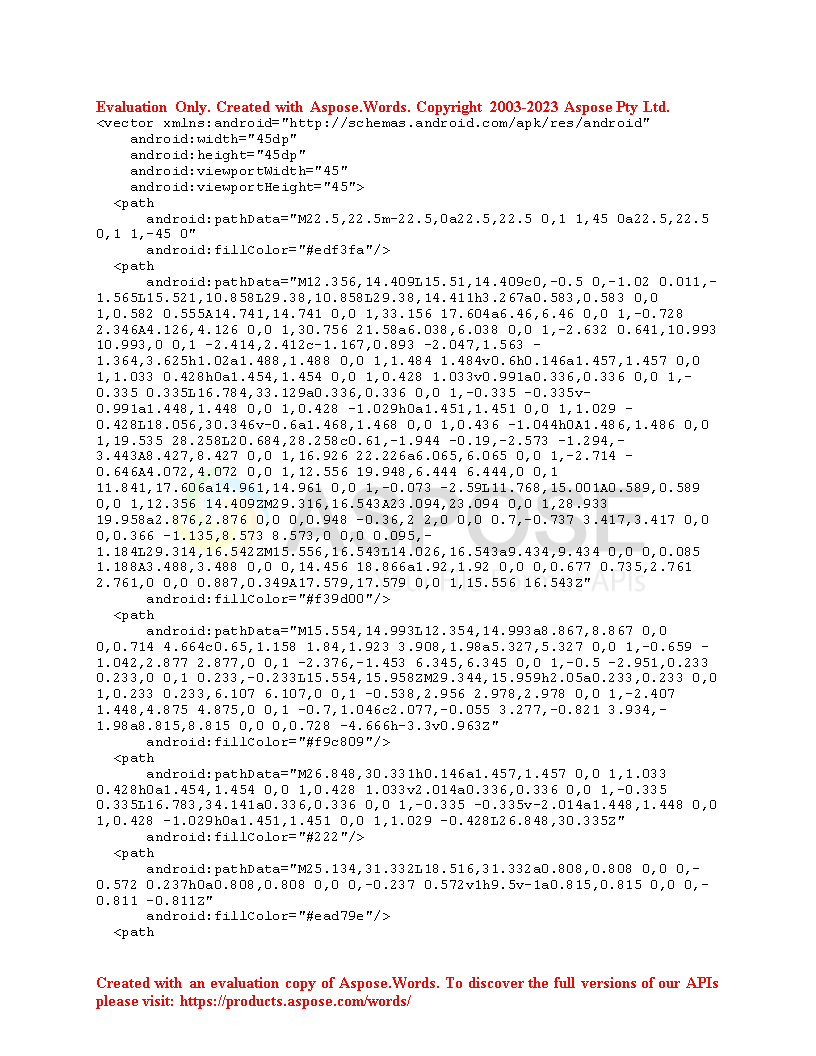 Evaluation Only. Created with Aspose.Words. Copyright 2003-2023 Aspose Pty Ltd.
<vector xmlns:android="http://schemas.android.com/apk/res/android"
    android:width="45dp"
    android:height="45dp"
    android:viewportWidth="45"
    android:viewportHeight="45">
  <path
      android:pathData="M22.5,22.5m-22.5,0a22.5,22.5 0,1 1,45 0a22.5,22.5
0,1 1,-45 0"
      android:fillColor="#edf3fa"/>
  <path
      android:pathData="M12.356,14.409L15.51,14.409c0,-0.5 0,-1.02 0.011,-
1.565L15.521,10.858L29.38,10.858L29.38,14.411h3.267a0.583,0.583 0,0
1,0.582 0.555A14.741,14.741 0,0 1,33.156 17.604a6.46,6.46 0,0 1,-0.728
2.346A4.126,4.126 0,0 1,30.756 21.58a6.038,6.038 0,0 1,-2.632 0.641,10.993
10.993,0 0,1 -2.414,2.412c-1.167,0.893 -2.047,1.563 -
1.364,3.625h1.02a1.488,1.488 0,0 1,1.484 1.484v0.6h0.146a1.457,1.457 0,0
1,1.033 0.428h0a1.454,1.454 0,0 1,0.428 1.033v0.991a0.336,0.336 0,0 1,-
0.335 0.335L16.784,33.129a0.336,0.336 0,0 1,-0.335 -0.335v-
0.991a1.448,1.448 0,0 1,0.428 -1.029h0a1.451,1.451 0,0 1,1.029 -
0.428L18.056,30.346v-0.6a1.468,1.468 0,0 1,0.436 -1.044h0A1.486,1.486 0,0
1,19.535 28.258L20.684,28.258c0.61,-1.944 -0.19,-2.573 -1.294,-
3.443A8.427,8.427 0,0 1,16.926 22.226a6.065,6.065 0,0 1,-2.714 -
0.646A4.072,4.072 0,0 1,12.556 19.948,6.444 6.444,0 0,1
11.841,17.606a14.961,14.961 0,0 1,-0.073 -2.59L11.768,15.001A0.589,0.589
0,0 1,12.356 14.409ZM29.316,16.543A23.094,23.094 0,0 1,28.933
19.958a2.876,2.876 0,0 0,0.948 -0.36,2 2,0 0,0 0.7,-0.737 3.417,3.417 0,0
0,0.366 -1.135,8.573 8.573,0 0,0 0.095,-
1.184L29.314,16.542ZM15.556,16.543L14.026,16.543a9.434,9.434 0,0 0,0.085
1.188A3.488,3.488 0,0 0,14.456 18.866a1.92,1.92 0,0 0,0.677 0.735,2.761
2.761,0 0,0 0.887,0.349A17.579,17.579 0,0 1,15.556 16.543Z"
      android:fillColor="#f39d00"/>
  <path
      android:pathData="M15.554,14.993L12.354,14.993a8.867,8.867 0,0
0,0.714 4.664c0.65,1.158 1.84,1.923 3.908,1.98a5.327,5.327 0,0 1,-0.659 -
1.042,2.877 2.877,0 0,1 -2.376,-1.453 6.345,6.345 0,0 1,-0.5 -2.951,0.233
0.233,0 0,1 0.233,-0.233L15.554,15.958ZM29.344,15.959h2.05a0.233,0.233 0,0
1,0.233 0.233,6.107 6.107,0 0,1 -0.538,2.956 2.978,2.978 0,0 1,-2.407
1.448,4.875 4.875,0 0,1 -0.7,1.046c2.077,-0.055 3.277,-0.821 3.934,-
1.98a8.815,8.815 0,0 0,0.728 -4.666h-3.3v0.963Z"
      android:fillColor="#f9c809"/>
  <path
      android:pathData="M26.848,30.331h0.146a1.457,1.457 0,0 1,1.033
0.428h0a1.454,1.454 0,0 1,0.428 1.033v2.014a0.336,0.336 0,0 1,-0.335
0.335L16.783,34.141a0.336,0.336 0,0 1,-0.335 -0.335v-2.014a1.448,1.448 0,0
1,0.428 -1.029h0a1.451,1.451 0,0 1,1.029 -0.428L26.848,30.335Z"
      android:fillColor="#222"/>
  <path
      android:pathData="M25.134,31.332L18.516,31.332a0.808,0.808 0,0 0,-
0.572 0.237h0a0.808,0.808 0,0 0,-0.237 0.572v1h9.5v-1a0.815,0.815 0,0 0,-
0.811 -0.811Z"
      android:fillColor="#ead79e"/>
  <path
Created with an evaluation copy of Aspose.Words. To discover the full versions of our APIs
please visit: https://products.aspose.com/words/
ASPOSE